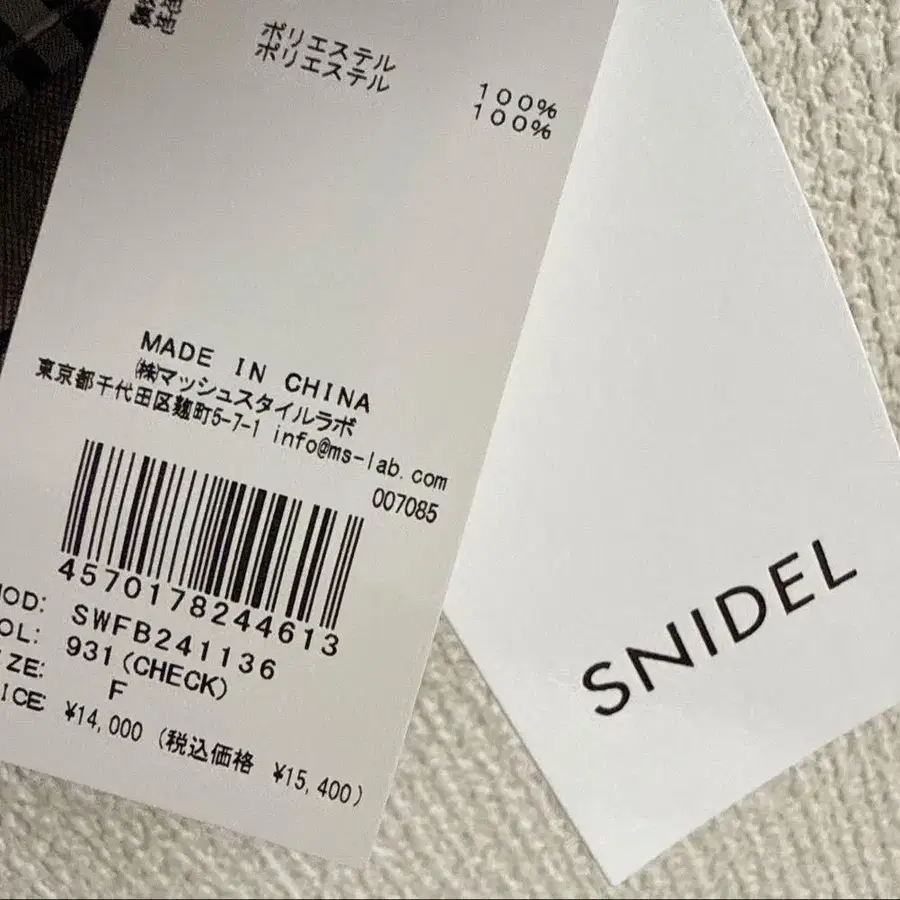 ポリエステル 100%
ポリエステル 100%
MADE IN CHINA
㈱マッシュスタイルラボ
東京都千代田区麹町5-7-1 info@ms-lab.com
007085
4570178244613
MOD: SWFB241136
COL: 931(CHECK)
SIZE: F
PRICE ¥14,000 (税込価格 ¥15,400)
SNIDEL